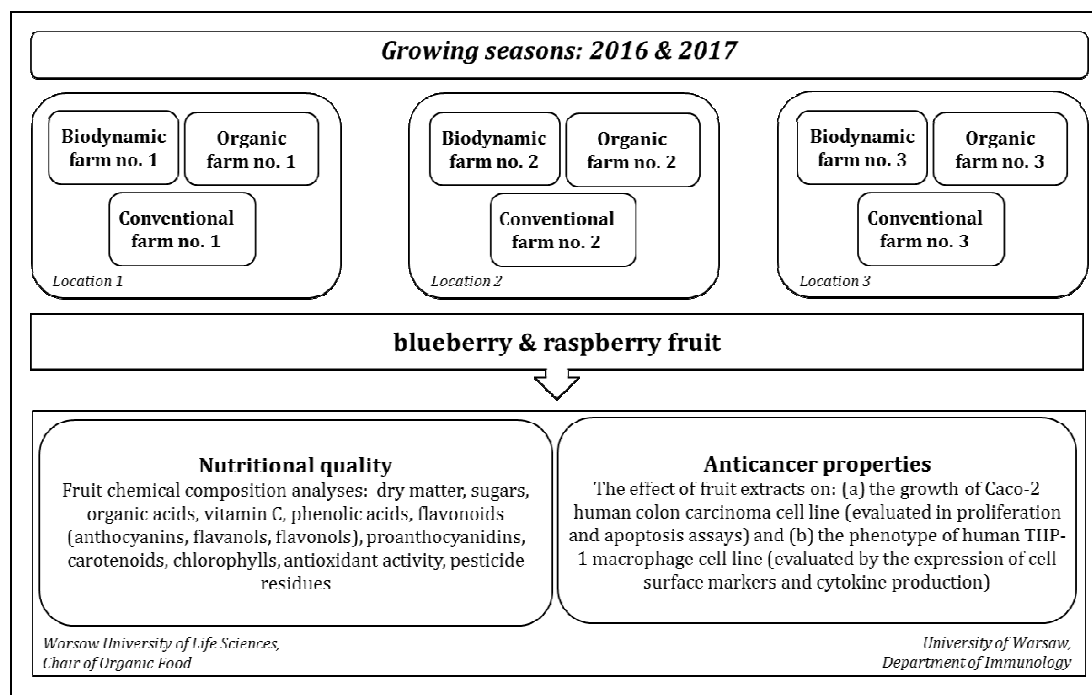 Growing seasons: 2016 & 2017
Biodynamic
farm no. 1
Organic
farm no. 1
Conventional
farm no. 1
Location 1
Biodynamic
farm no. 2
Organic
farm no. 2
Conventional
farm no. 2
Location 2
Biodynamic
farm no. 3
Organic
farm no. 3
Conventional
farm no. 3
Location 3
blueberry & raspberry fruit
Nutritional quality
Fruit chemical composition analyses: dry matter, sugars,
organic acids, vitamin C, phenolic acids, flavonoids
(anthocyanins, flavanols, flavonols), proanthocyanidins,
carotenoids, chlorophylls, antioxidant activity, pesticide
residues
Warsaw University of Life Sciences,
Chair of Organic Food
Anticancer properties
The effect of fruit extracts on: (a) the growth of Caco-2
human colon carcinoma cell line (evaluated in proliferation
and apoptosis assays) and (b) the phenotype of human THP-
1 macrophage cell line (evaluated by the expression of cell
surface markers and cytokine production)
University of Warsaw,
Department of Immunology